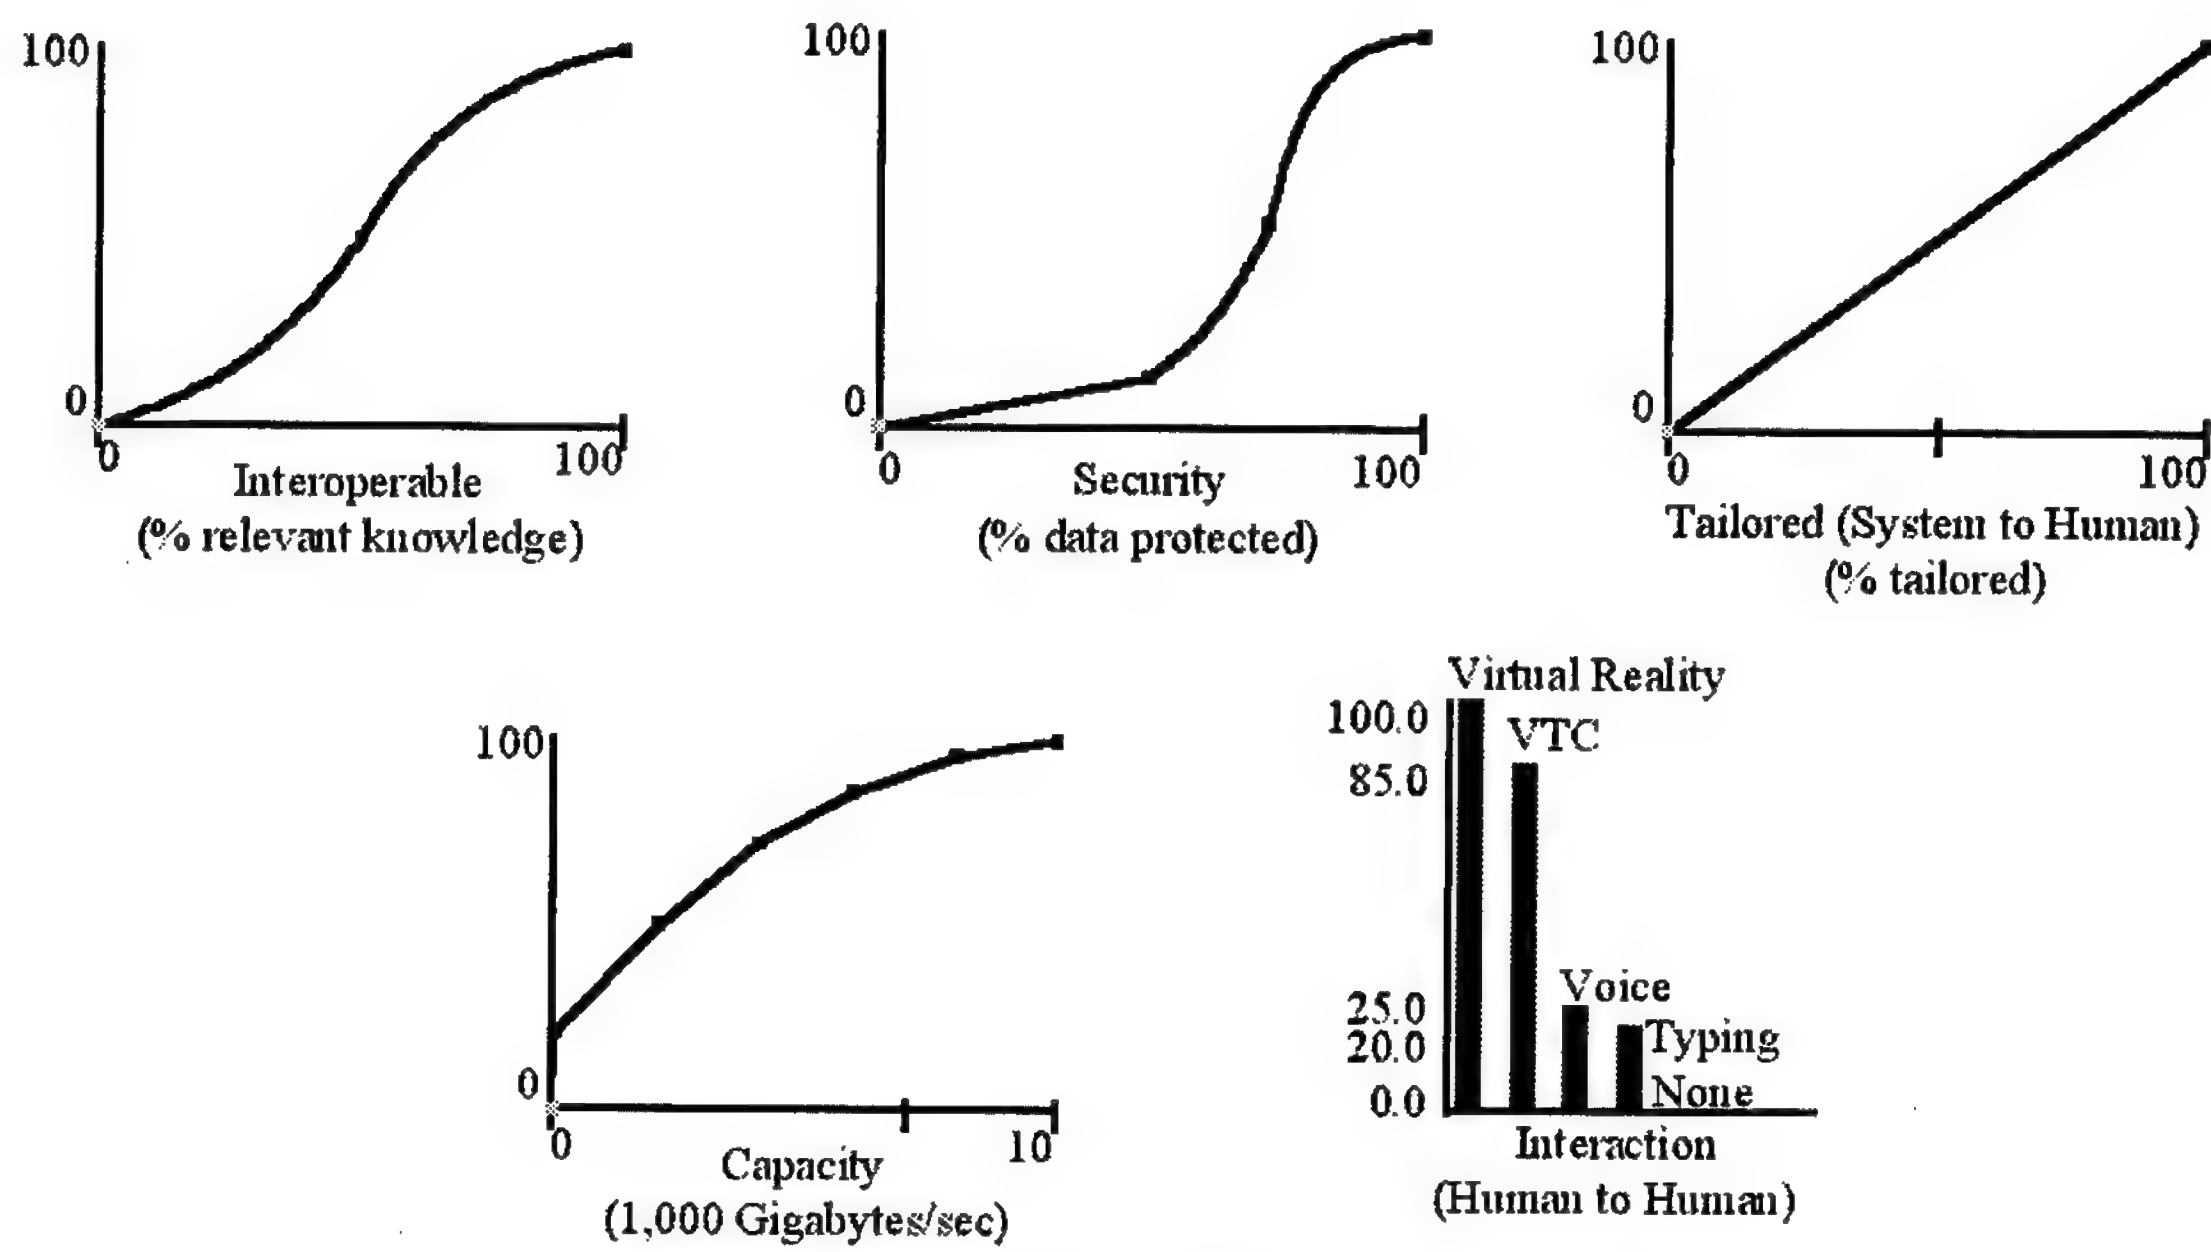 100
0
0
100
Interoperable
(% relevant knowledge)
100
0
0
100
Security
(% data protected)
100
0
0
100
Tailored (System to Human)
(% tailored)
100
0
0
10
Capacity
(1,000 Gigabytes/sec)
Virtual Reality
100.0
VTC
85.0
Voice
25.0
Typing
20.0
None
0.0
Interaction
(Human to Human)